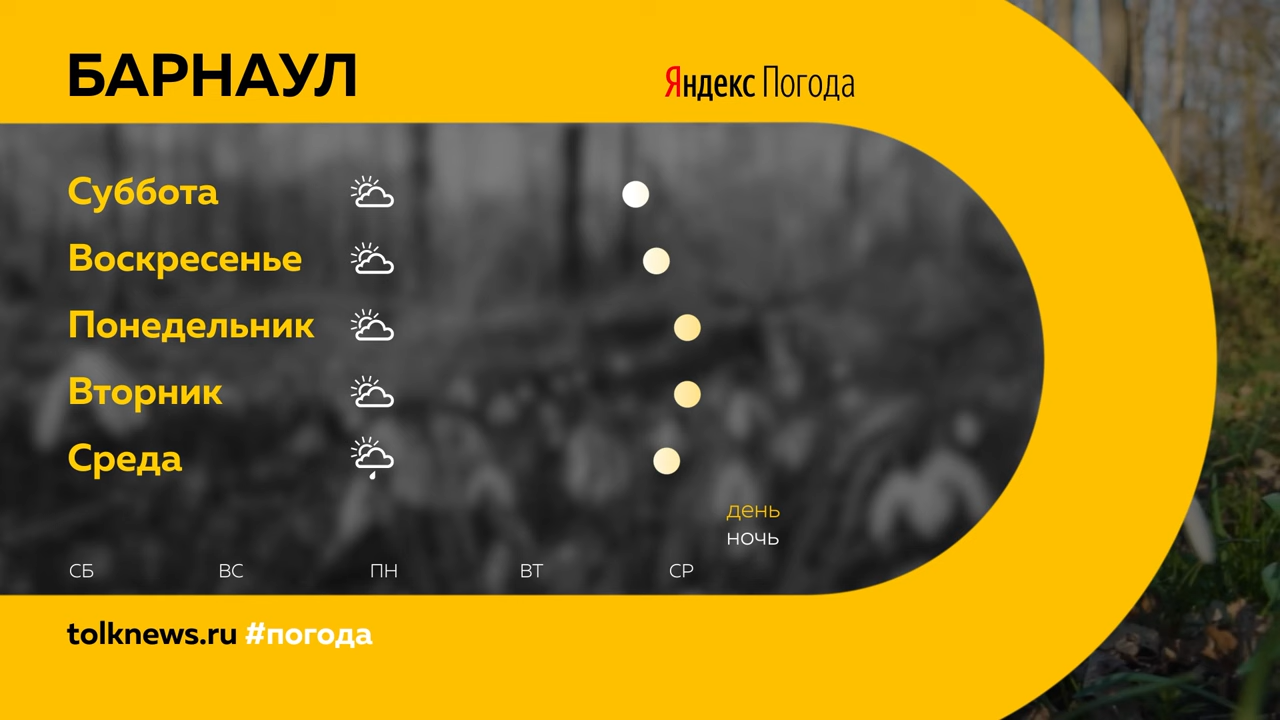 БАРНАУЛ
Яндекс Погода
Суббота
Воскресенье
Понедельник
Вторник
Среда
день
ночь
СБ ВС ПН ВТ СР
tolknews.ru #погода